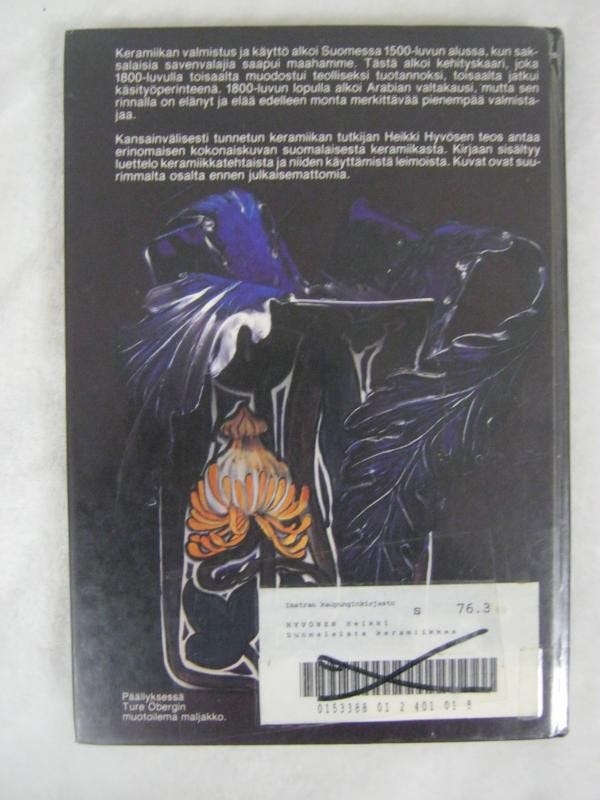 Keramiikan valmistus ja käyttö alkoi Suomessa 1500-luvun alussa, kun sak-
salaisia savenvalajia saapui maahamme. Tästä alkoi kehityskaari, joka
1800-luvulla toisaalta muodostui teolliseksi tuotannoksi, toisaalta jatkui
käsityöperinteenä. 1800-luvun lopulla alkoi Arabian valtakausi, mutta sen
rinnalla on elänyt ja elää edelleen monta merkittävää pienempää valmista-
jaa.
Kansainvälisesti tunnetun keramiikan tutkijan Heikki Hyvösen teos antaa
erinomaisen kokonaiskuvan suomalaisesta keramiikasta. Kirjaan sisältyy
luettelo keramiikkatehtaista ja niiden käyttämistä leimoista. Kuvat ovat suu-
rimmalta osalta ennen julkaisemattomia.
Imatran kaupunginkirjasto
S 76.3
HYVÖNEN Heikki
Suomalaista keramiikkaa
0153388 01 2 401 01 8
Päällyksessä
Ture Öbergin
muotoilema maljakko.